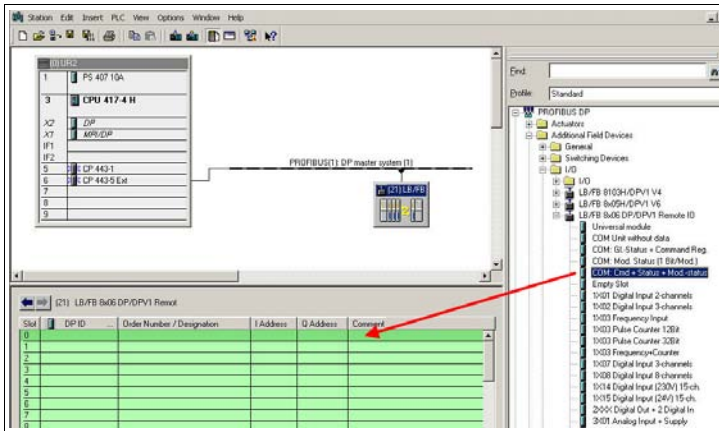 Station Edit Insert PLC View Options Window Help
(0) UR2
1 PS 407 10A
3 CPU 417-4 H
X2 DP
X1 MPI/DP
IF1
IF2
5 CP 443-1
6 CP 443-5 Ext
7
8
9
PROFIBUS(1): DP master system (1)
(21) LB/FB
Find:
Profile: Standard
PROFIBUS DP
Actuators
Additional Field Devices
General
Switching Devices
I/O
I/O
LB/FB 8103H/DPV1 V4
LB/FB 8x05H/DPV1 V6
LB/FB 8x06 DP/DPV1 Remote IO
Universal module
COM Unit without data
COM: Gl.-Status + Command Reg.
COM: Mod. Status (1 Bit/Mod.)
COM: Cmd + Status + Mod.-status
Empty Slot
1X01 Digital Input 2-channels
1X02 Digital Input 3-channels
1X03 Frequency Input
1X03 Pulse Counter 12Bit
1X03 Pulse Counter 32Bit
1X03 Frequency+Counter
1X07 Digital Input 3-channels
1X08 Digital Input 8-channels
1X14 Digital Input (230V) 15-ch.
1X15 Digital Input (24V) 15-ch.
2XXX Digital Out + 2 Digital In
3X01 Analog Input + Supply
(21) LB/FB 8x06 DP/DPV1 Remot
Slot DP ID ... Order Number / Designation I Address Q Address Comment
0
1
2
3
4
5
6
7
8